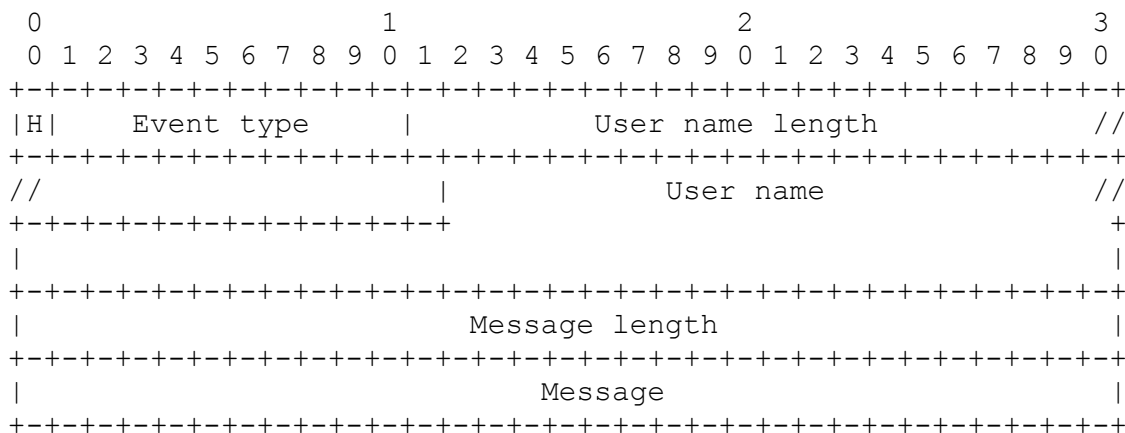 0                   1                   2                   3
 0 1 2 3 4 5 6 7 8 9 0 1 2 3 4 5 6 7 8 9 0 1 2 3 4 5 6 7 8 9 0
+-+-+-+-+-+-+-+-+-+-+-+-+-+-+-+-+-+-+-+-+-+-+-+-+-+-+-+-+-+-+-+
|H|    Event type     |          User name length            //
+-+-+-+-+-+-+-+-+-+-+-+-+-+-+-+-+-+-+-+-+-+-+-+-+-+-+-+-+-+-+-+
//                      |            User name               //
+-+-+-+-+-+-+-+-+-+-+-+-+                                     +
|                                                             |
+-+-+-+-+-+-+-+-+-+-+-+-+-+-+-+-+-+-+-+-+-+-+-+-+-+-+-+-+-+-+-+
|                         Message length                      |
+-+-+-+-+-+-+-+-+-+-+-+-+-+-+-+-+-+-+-+-+-+-+-+-+-+-+-+-+-+-+-+
|                             Message                         |
+-+-+-+-+-+-+-+-+-+-+-+-+-+-+-+-+-+-+-+-+-+-+-+-+-+-+-+-+-+-+-+